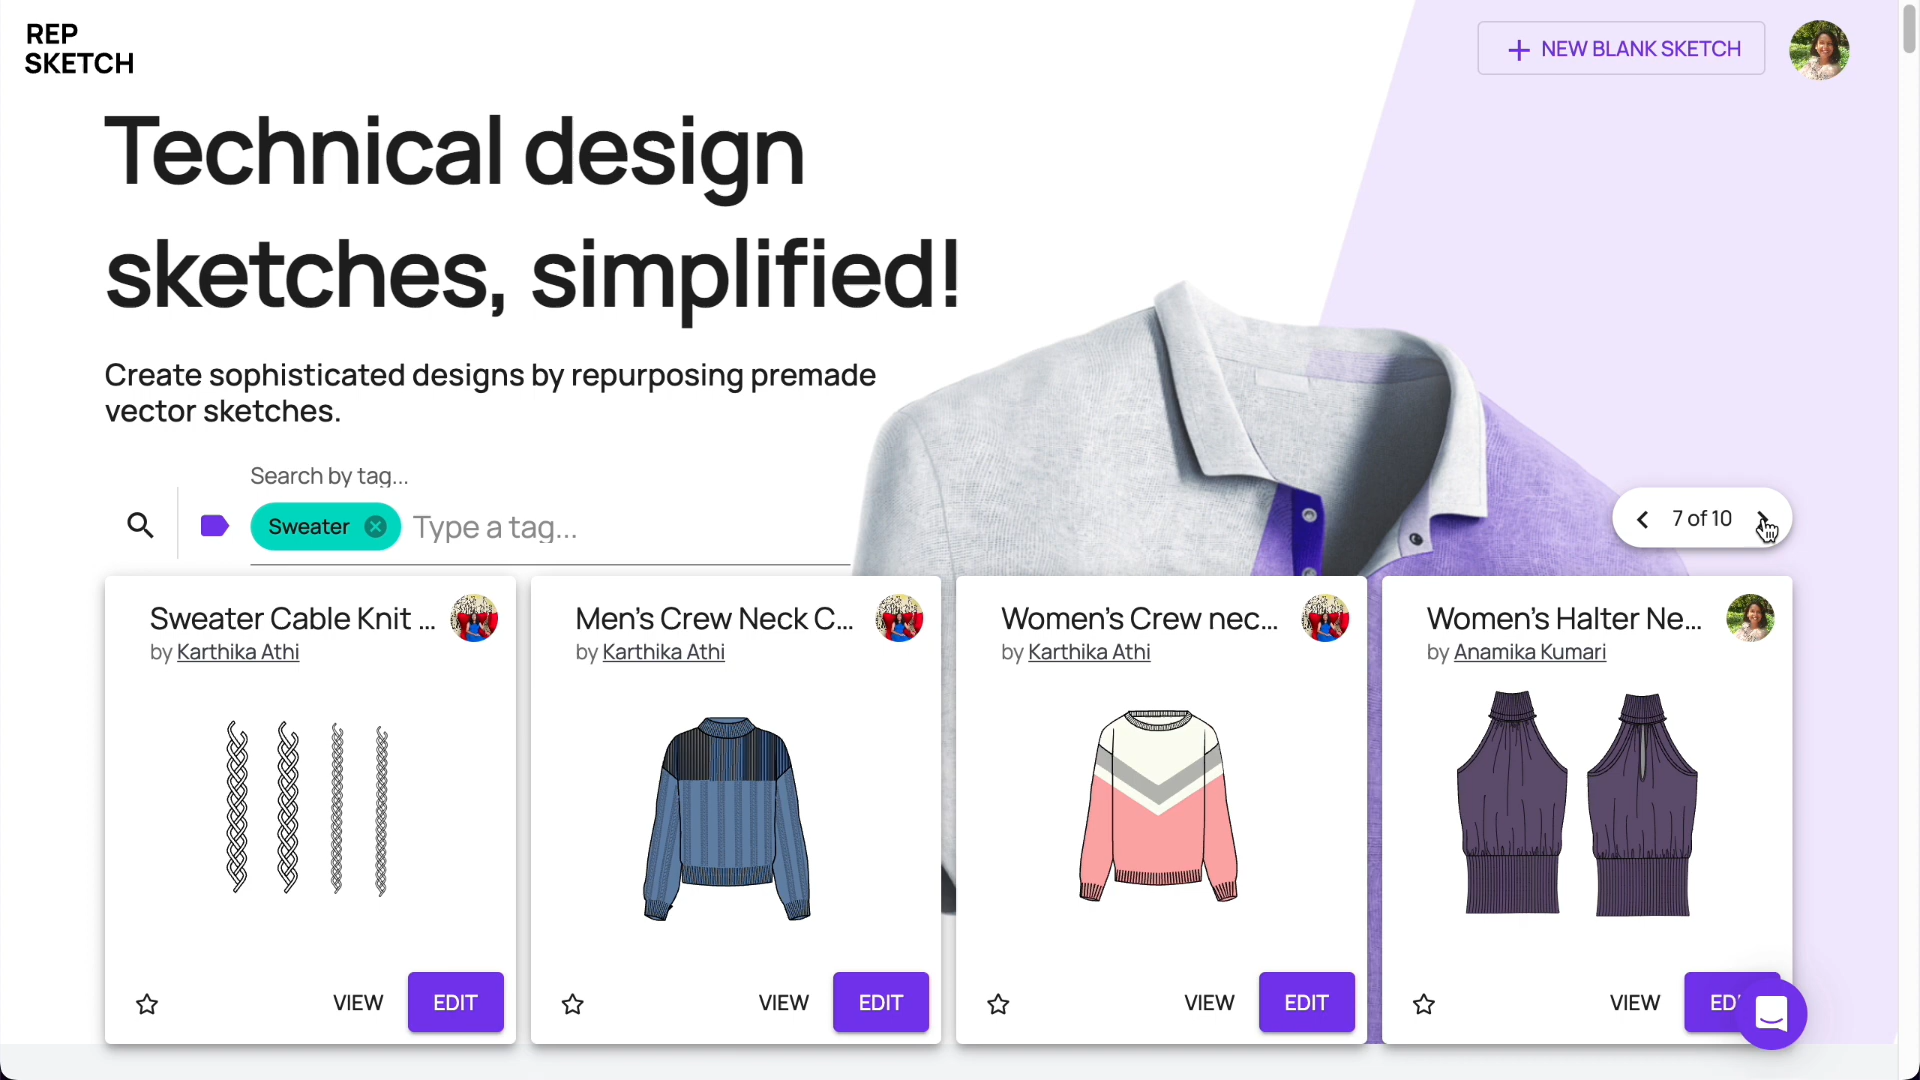 REP
SKETCH
NEW BLANK SKETCH
Technical design
sketches, simplified!
Create sophisticated designs by repurposing premade
vector sketches.
Search by tag...
Sweater
Type a tag...
7 of 10
Sweater Cable Knit ...
by Karthika Athi
Men's Crew Neck C...
by Karthika Athi
Women's Crew nec...
by Karthika Athi
Women's Halter Ne...
by Anamika Kumari
VIEW EDIT
VIEW EDIT
VIEW EDIT
VIEW ED